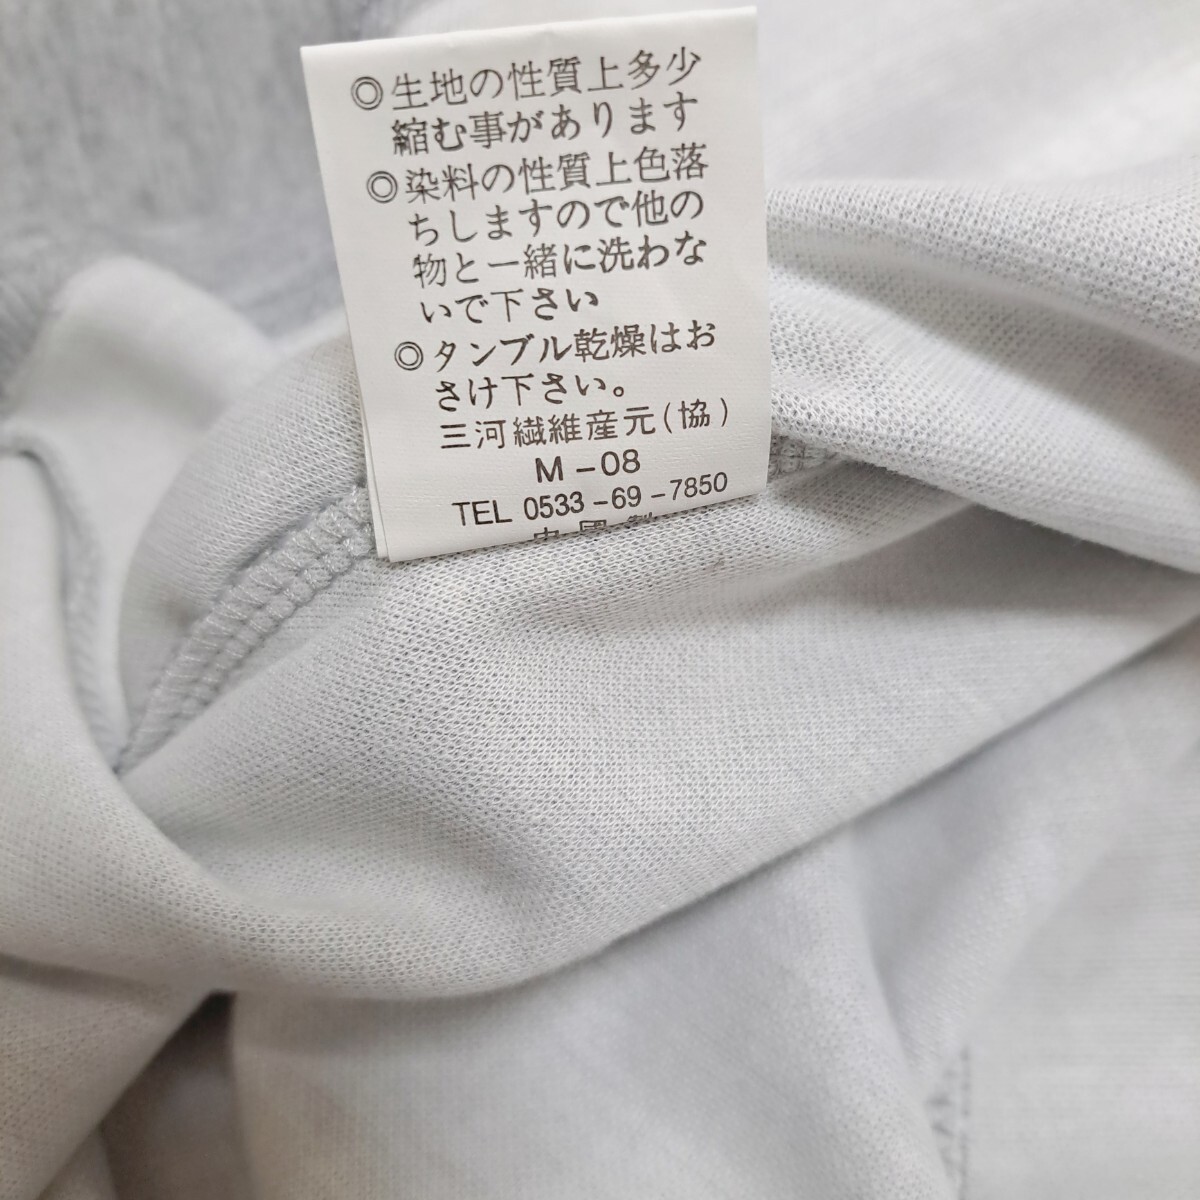 ◎生地の性質上多少
縮む事があります
◎染料の性質上色落
ちしますので他の
物と一緒に洗わな
いで下さい
◎タンブル乾燥はお
さけ下さい。
三河繊維産元(協)
M-08
TEL 0533-69-7850
中國製